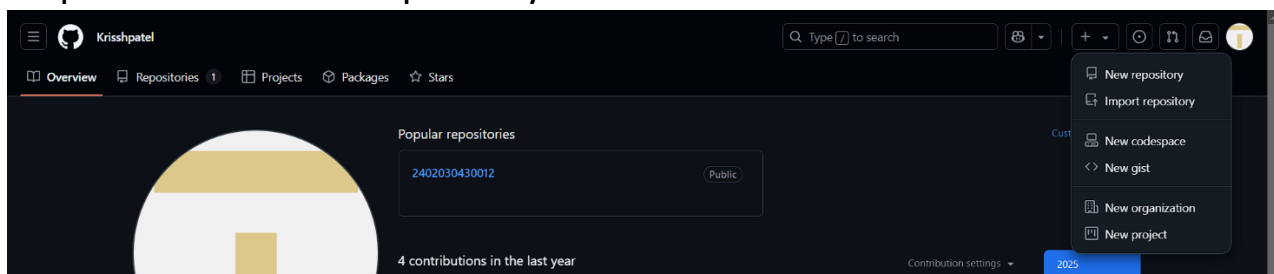 Krisshpatel
Type / to search
Overview
Repositories 1
Projects
Packages
Stars
New repository
Import repository
New codespace
New gist
New organization
New project
Popular repositories
Cust
2402030430012
Public
4 contributions in the last year
Contribution settings
2025